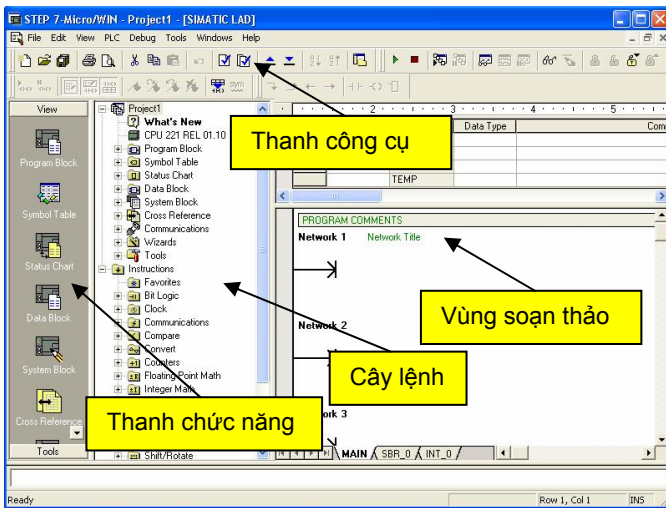 STEP 7-Micro/WIN - Project1 - [SIMATIC LAD]
File Edit View PLC Debug Tools Windows Help
View
Program Block
Symbol Table
Status Chart
Data Block
System Block
Cross Reference
Tools
Project1
What's New
CPU 221 REL 01.10
Program Block
Symbol Table
Status Chart
Data Block
System Block
Cross Reference
Communications
Wizards
Tools
Instructions
Favorites
Bit Logic
Clock
Communications
Compare
Convert
Counters
Floating-Point Math
Integer Math
Shift/Rotate
Thanh công cụ
2 3 4 5
Data Type Com
TEMP
PROGRAM COMMENTS
Network 1 Network Title
Vùng soạn thảo
Network 2
Cây lệnh
Thanh chức năng
MAIN SBR_0 INT_0
Ready
Row 1, Col 1 INS